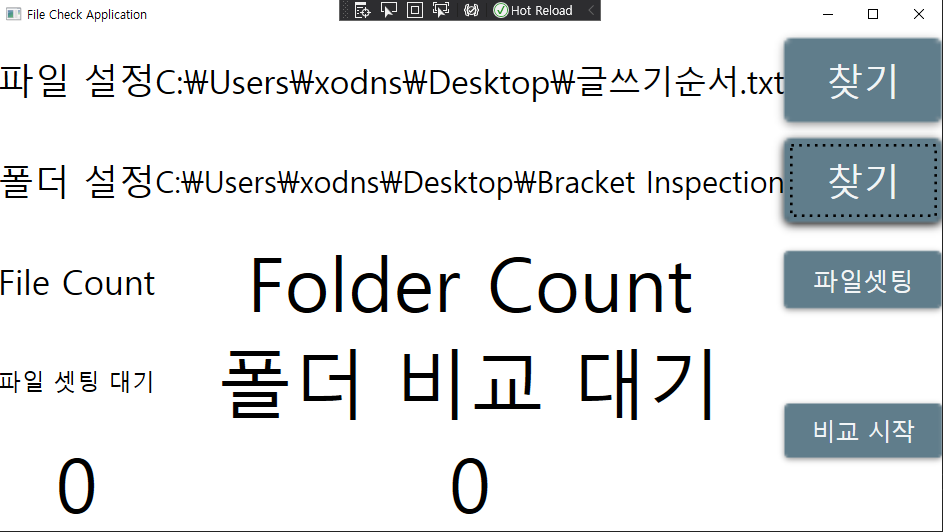 File Check Application
Hot Reload
파일 설정 C:₩Users₩xodns₩Desktop₩글쓰기순서.txt 찾기
폴더 설정 C:₩Users₩xodns₩Desktop₩Bracket Inspection 찾기
File Count Folder Count 파일셋팅
파일 셋팅 대기 폴더 비교 대기
비교 시작
0 0